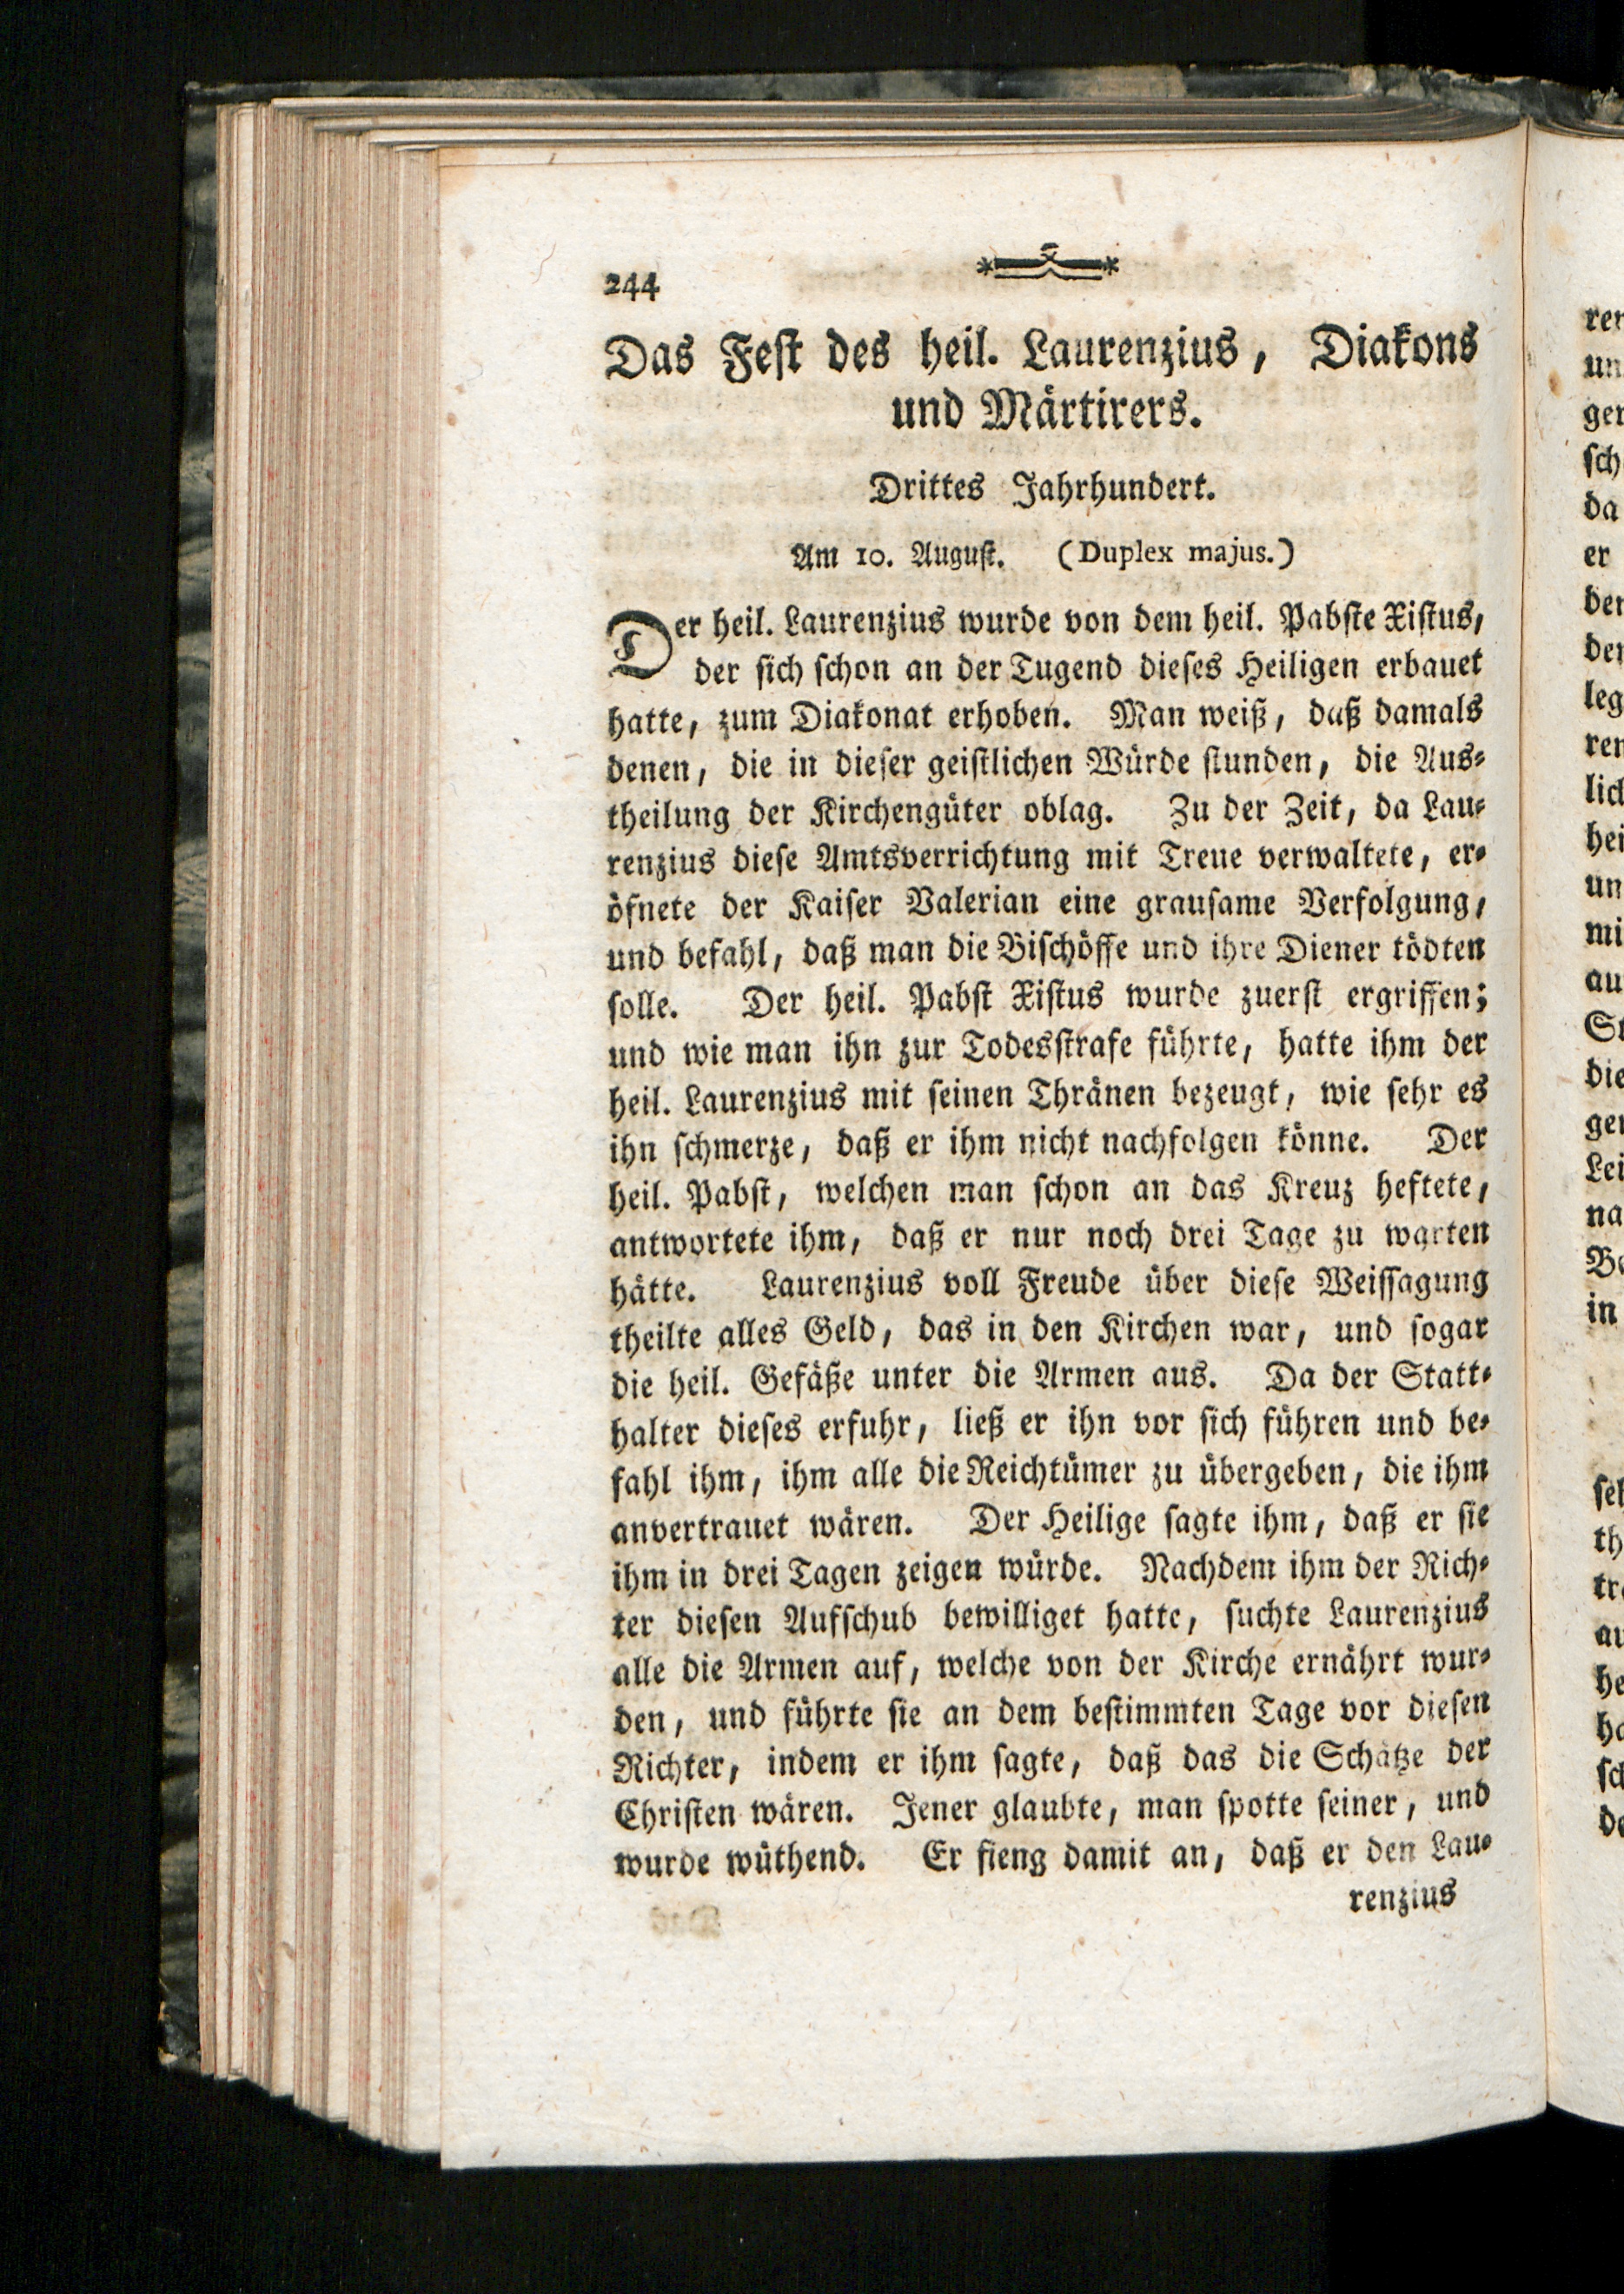 244
Das Feſt des heil. Laurenzius, Diakons
und Märtirers.
Drittes Jahrhundert.
Am 10. Auguſt. (Duplex majus.)
Der heil. Laurenzius wurde von dem heil. Pabſte Xiſtus,
der ſich ſchon an der Tugend dieſes Heiligen erbauet
hatte, zum Diakonat erhoben. Man weiß, daß damals
denen, die in dieſer geiſtlichen Würde ſtunden, die Aus⸗
theilung der Kirchengüter oblag. Zu der Zeit, da Lau⸗
renzius dieſe Amtsverrichtung mit Treue verwaltete, er⸗
öfnete der Kaiſer Valerian eine grauſame Verfolgung,
und befahl, daß man die Biſchöffe und ihre Diener tödten
ſolle. Der heil. Pabſt Xiſtus wurde zuerſt ergriffen;
und wie man ihn zur Todesſtrafe führte, hatte ihm der
heil. Laurenzius mit ſeinen Thränen bezeugt, wie ſehr es
ihn ſchmerze, daß er ihm nicht nachfolgen könne. Der
heil. Pabſt, welchen man ſchon an das Kreuz heftete,
antwortete ihm, daß er nur noch drei Tage zu warten
hätte. Laurenzius voll Freude über dieſe Weiſſagung
theilte alles Geld, das in den Kirchen war, und ſogar
die heil. Gefäße unter die Armen aus. Da der Statt⸗
halter dieſes erfuhr, ließ er ihn vor ſich führen und be⸗
fahl ihm, ihm alle die Reichtümer zu übergeben, die ihm
anvertrauet wären. Der Heilige ſagte ihm, daß er ſie
ihm in drei Tagen zeigen würde. Nachdem ihm der Rich⸗
ter dieſen Aufſchub bewilliget hatte, ſuchte Laurenzius
alle die Armen auf, welche von der Kirche ernährt wur⸗
den, und führte ſie an dem beſtimmten Tage vor dieſen
Richter, indem er ihm ſagte, daß das die Schätze der
Chriſten wären. Jener glaubte, man ſpotte ſeiner, und
wurde wüthend. Er fieng damit an, daß er den Lau⸗
renzius